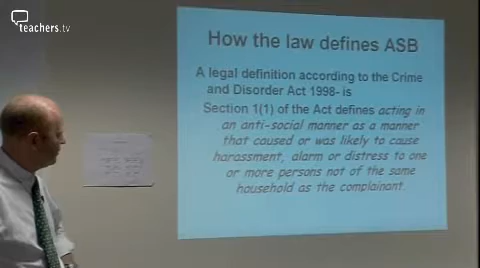 teachers.tv
How the law defines ASB
A legal definition according to the Crime
and Disorder Act 1998- is
Section 1(1) of the Act defines acting in
an anti-social manner as a manner
that caused or was likely to cause
harassment, alarm or distress to one
or more persons not of the same
household as the complainant.